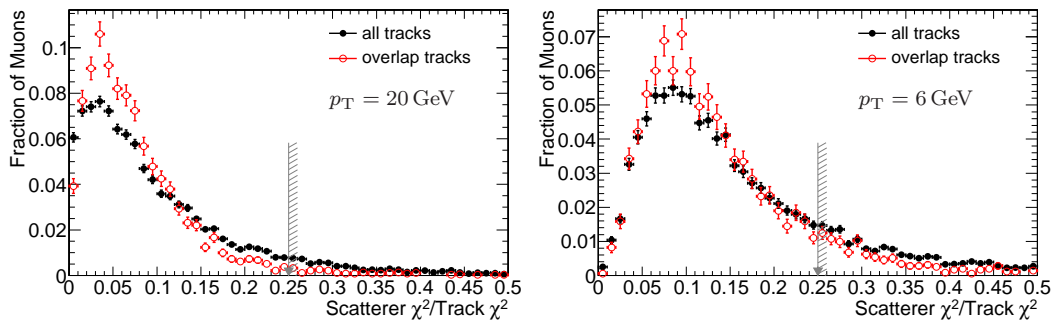 Fraction of Muons
0.1
0.08
0.06
0.04
0.02
0
all tracks
overlap tracks
p_T = 20 GeV
0 0.05 0.1 0.15 0.2 0.25 0.3 0.35 0.4 0.45 0.5
Scatterer χ²/Track χ²
Fraction of Muons
0.07
0.06
0.05
0.04
0.03
0.02
0.01
0
all tracks
overlap tracks
p_T = 6 GeV
0 0.05 0.1 0.15 0.2 0.25 0.3 0.35 0.4 0.45 0.5
Scatterer χ²/Track χ²